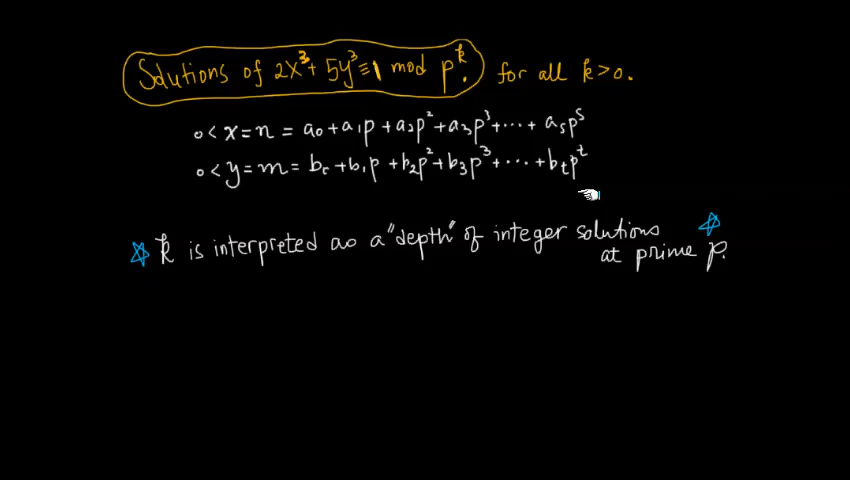 Solutions of 2x³ + 5y³ ≡ 1 mod pᵏ. for all k > 0.
0 < x = n = a₀ + a₁p + a₂p² + a₃p³ + ⋯ + aₛpˢ
0 < y = m = b₀ + b₁p + b₂p² + b₃p³ + ⋯ + bₜpᵗ
☆ k is interpreted as a "depth" of integer solutions ☆
at prime p.